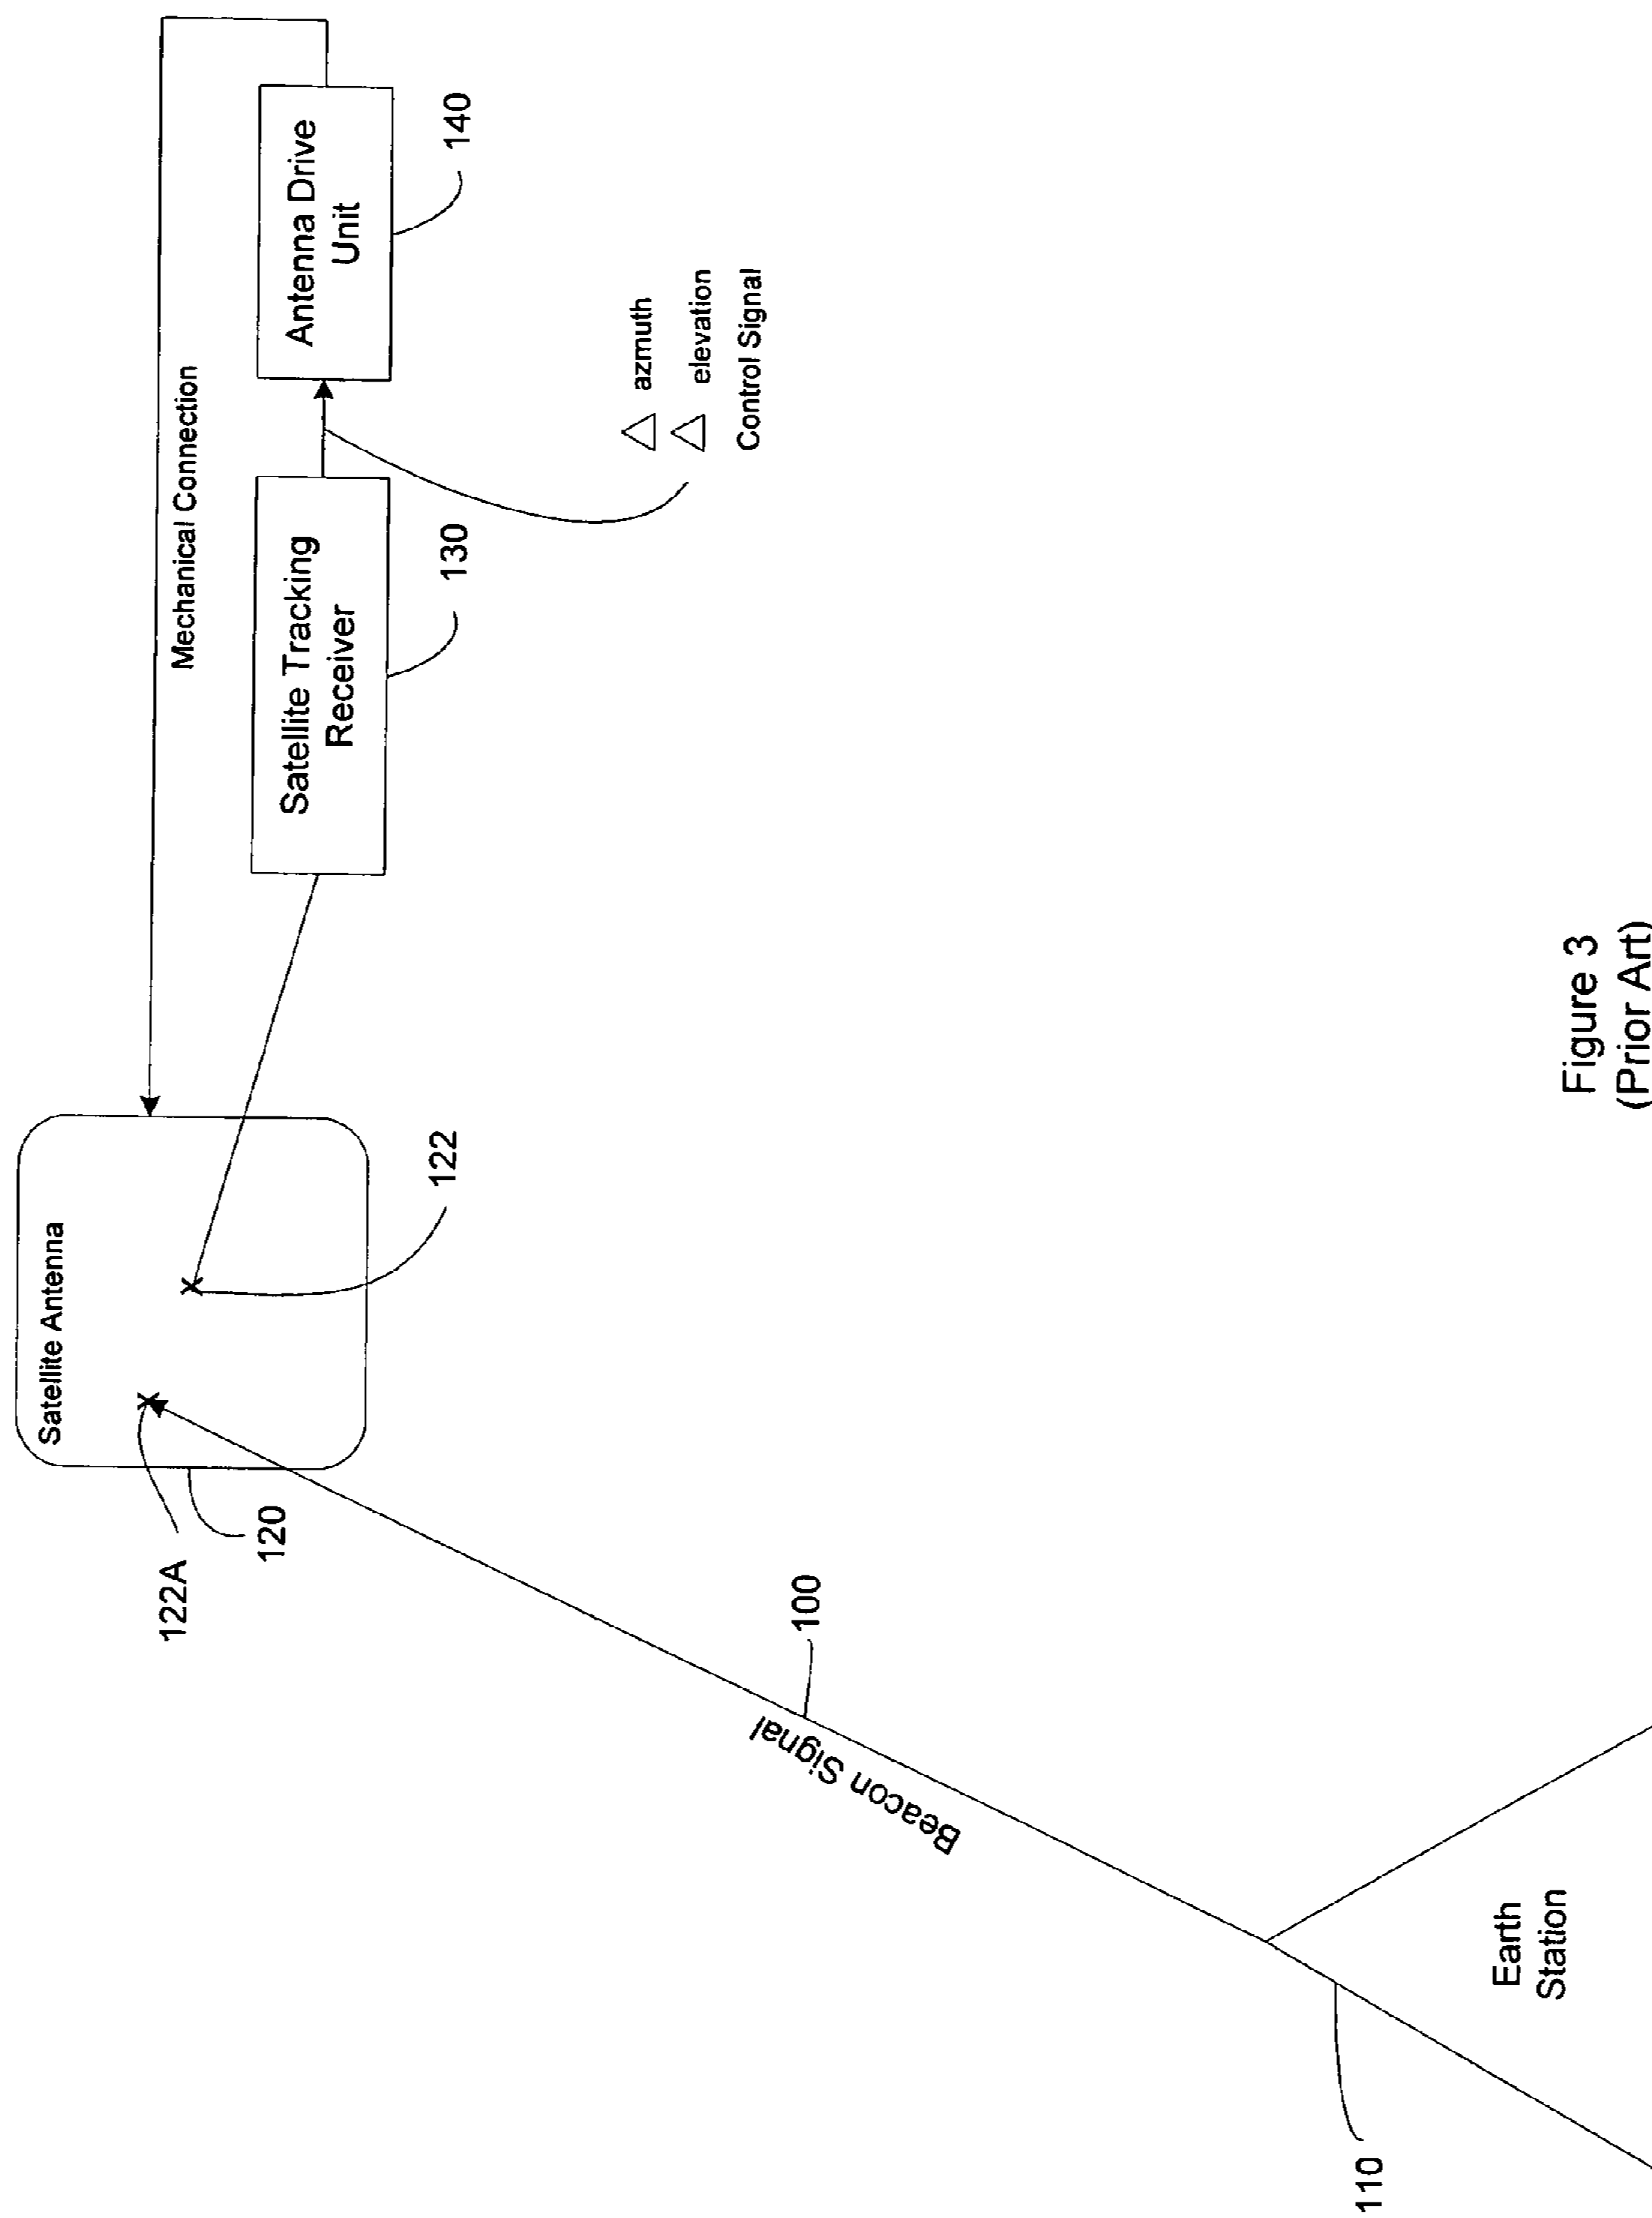 Satellite Antenna
122A
120
122
Mechanical Connection
Satellite Tracking
Receiver
130
Antenna Drive
Unit
140
△ azmuth
△ elevation
Control Signal
Beacon Signal
100
110
Earth
Station
Figure 3
(Prior Art)